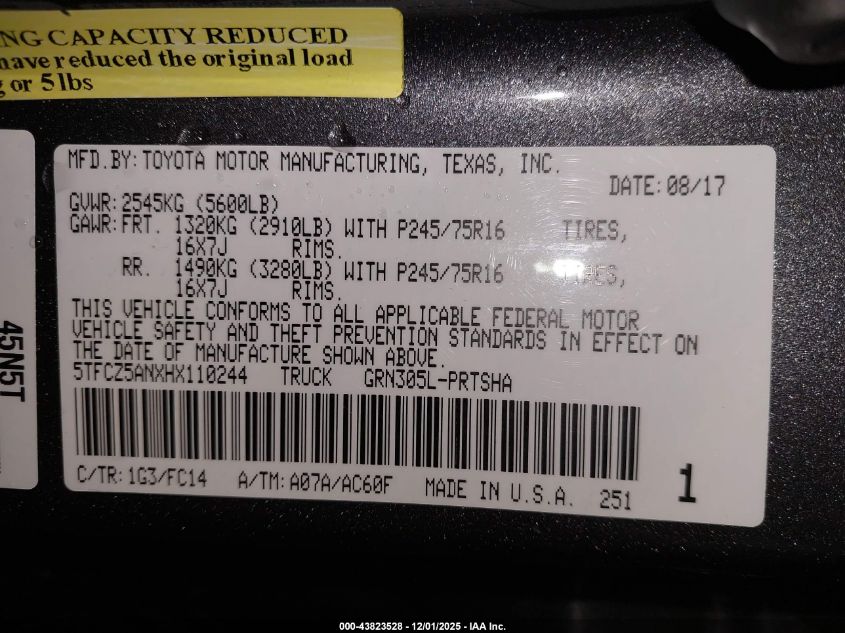 NG CAPACITY REDUCED
have reduced the original load
g or 5 lbs
45N5T
MFD.BY: TOYOTA MOTOR MANUFACTURING, TEXAS, INC.
DATE: 08/17
GVWR: 2545KG (5600LB)
GAWR: FRT. 1320KG (2910LB) WITH P245/75R16 TIRES,
16X7J RIMS.
RR. 1490KG (3280LB) WITH P245/75R16 TIRES,
16X7J RIMS.
THIS VEHICLE CONFORMS TO ALL APPLICABLE FEDERAL MOTOR
VEHICLE SAFETY AND THEFT PREVENTION STANDARDS IN EFFECT ON
THE DATE OF MANUFACTURE SHOWN ABOVE.
5TFCZ5ANXHX110244 TRUCK GRN305L-PRTSHA
C/TR: 1G3/FC14 A/TM: A07A/AC60F MADE IN U.S.A. 251 1
000-43823528 - 12/01/2025 - IAA Inc.